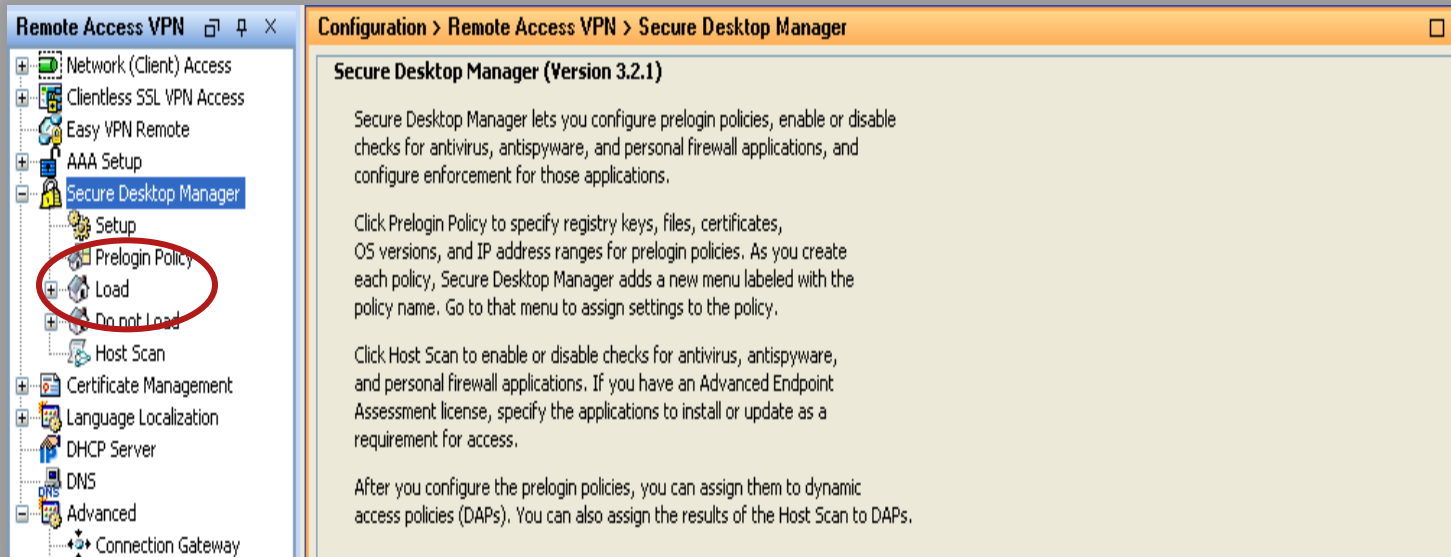 Remote Access VPN
Network (Client) Access
Clientless SSL VPN Access
Easy VPN Remote
AAA Setup
Secure Desktop Manager
Setup
Prelogin Policy
Load
Do not Load
Host Scan
Certificate Management
Language Localization
DHCP Server
DNS
DNS
Advanced
Connection Gateway
Configuration > Remote Access VPN > Secure Desktop Manager
Secure Desktop Manager (Version 3.2.1)
Secure Desktop Manager lets you configure prelogin policies, enable or disable
checks for antivirus, antispyware, and personal firewall applications, and
configure enforcement for those applications.
Click Prelogin Policy to specify registry keys, files, certificates,
OS versions, and IP address ranges for prelogin policies. As you create
each policy, Secure Desktop Manager adds a new menu labeled with the
policy name. Go to that menu to assign settings to the policy.
Click Host Scan to enable or disable checks for antivirus, antispyware,
and personal firewall applications. If you have an Advanced Endpoint
Assessment license, specify the applications to install or update as a
requirement for access.
After you configure the prelogin policies, you can assign them to dynamic
access policies (DAPs). You can also assign the results of the Host Scan to DAPs.